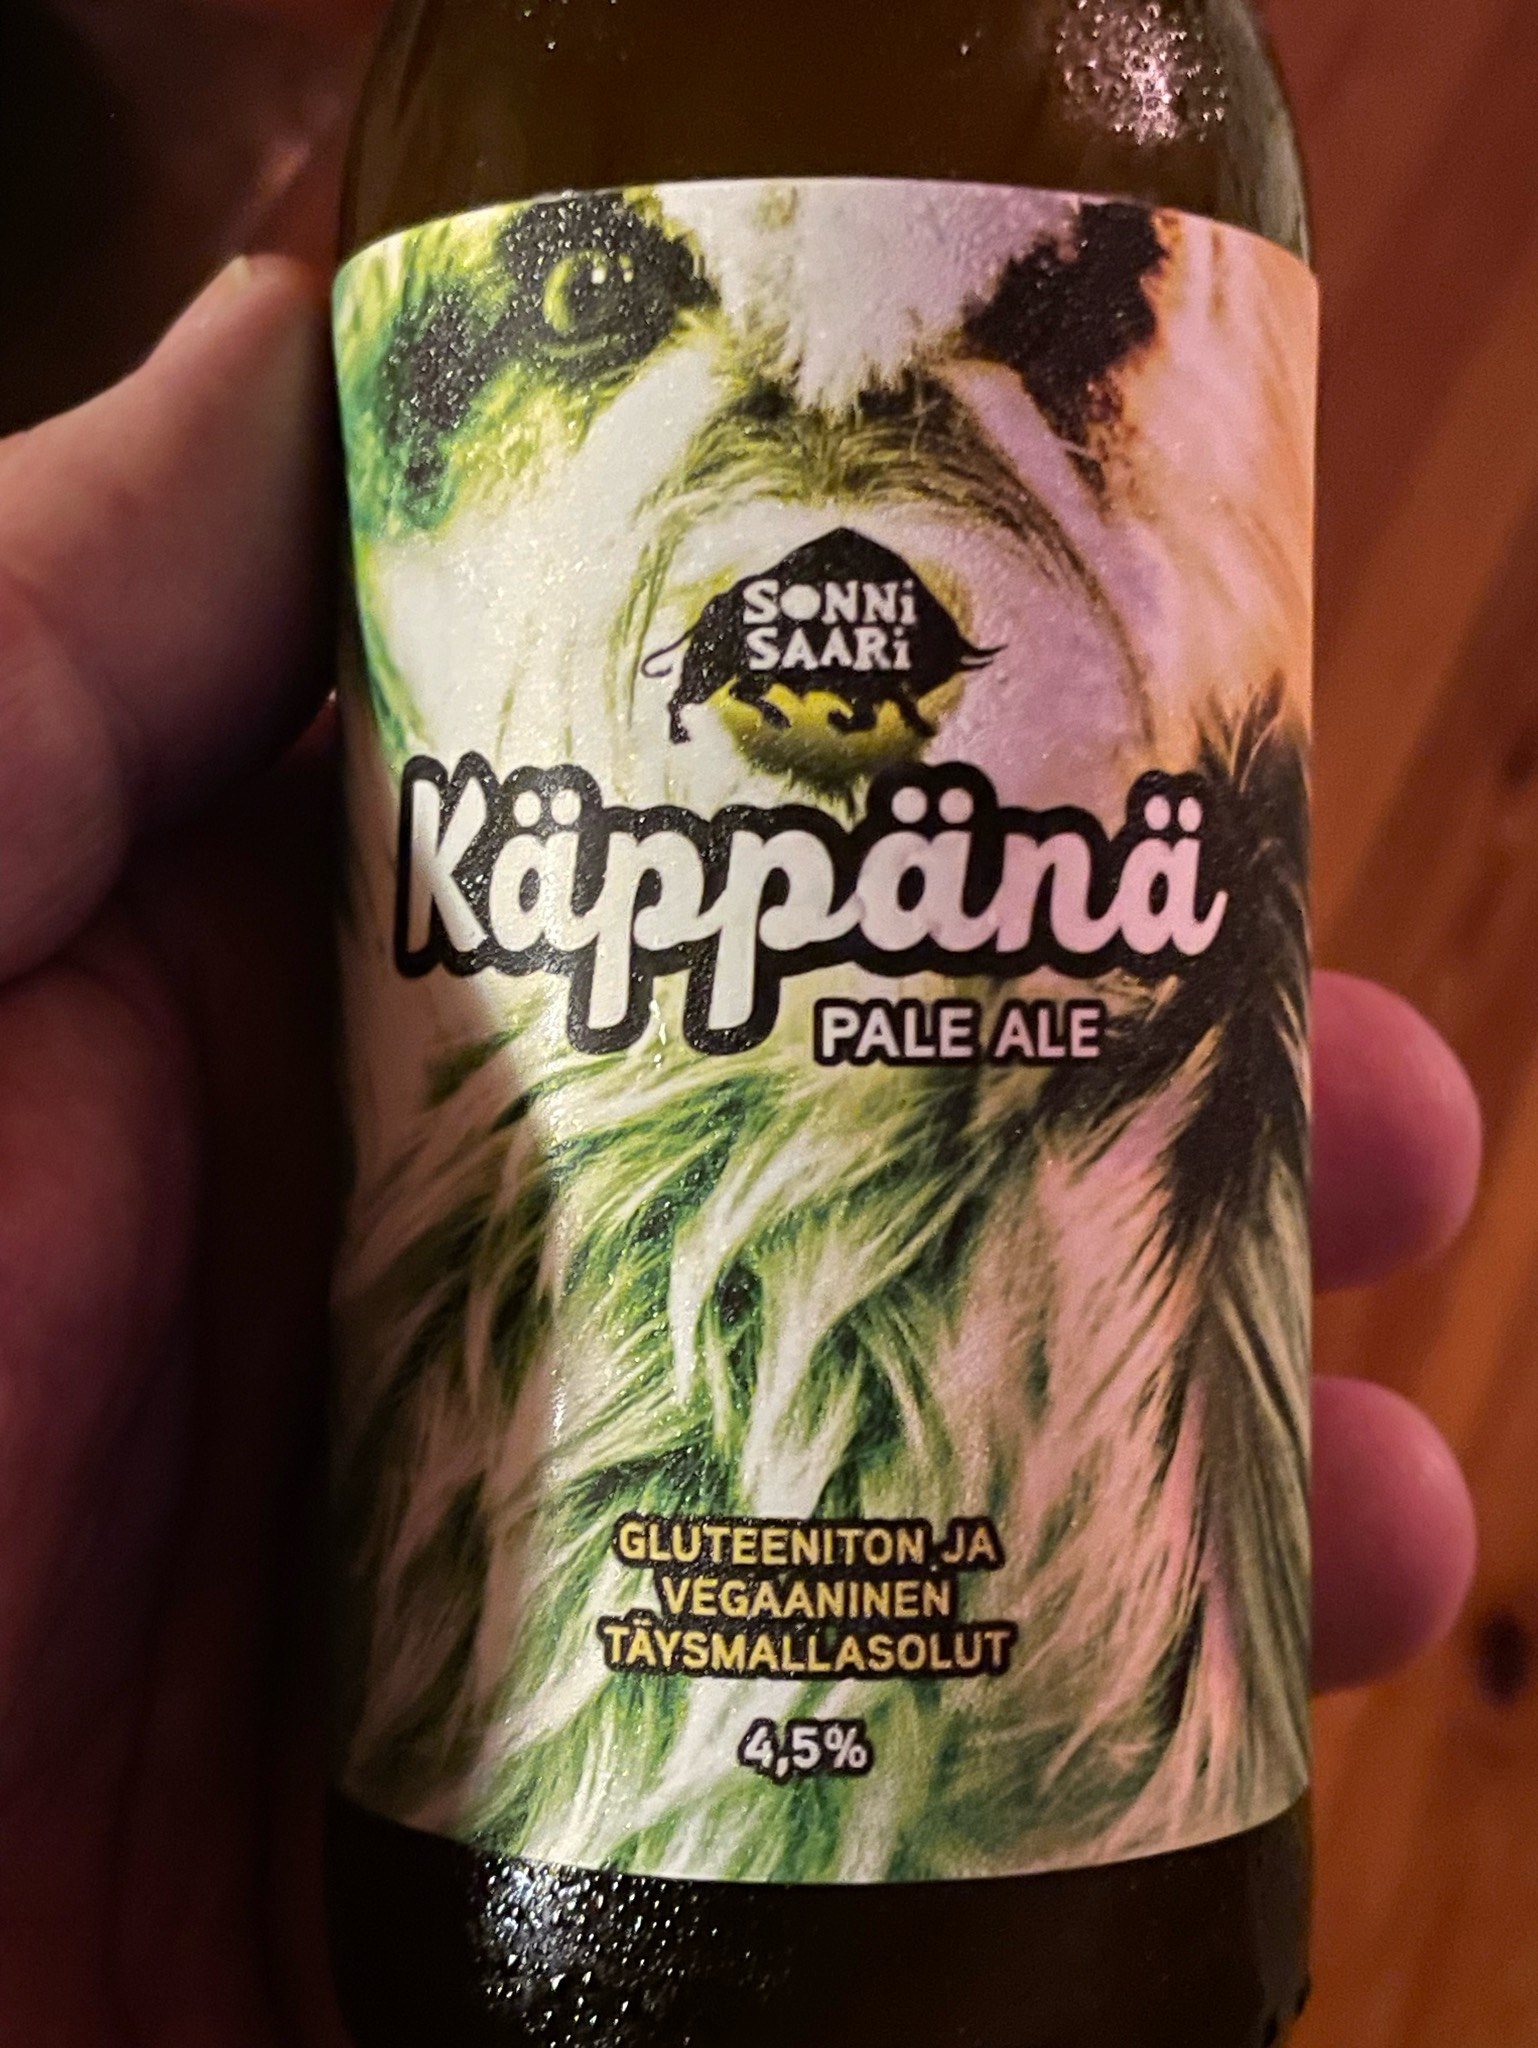 SONNi
SAARi
Käppänä
PALE ALE
GLUTEENITON JA
VEGAANINEN
TÄYSMALLASOLUT
4,5%